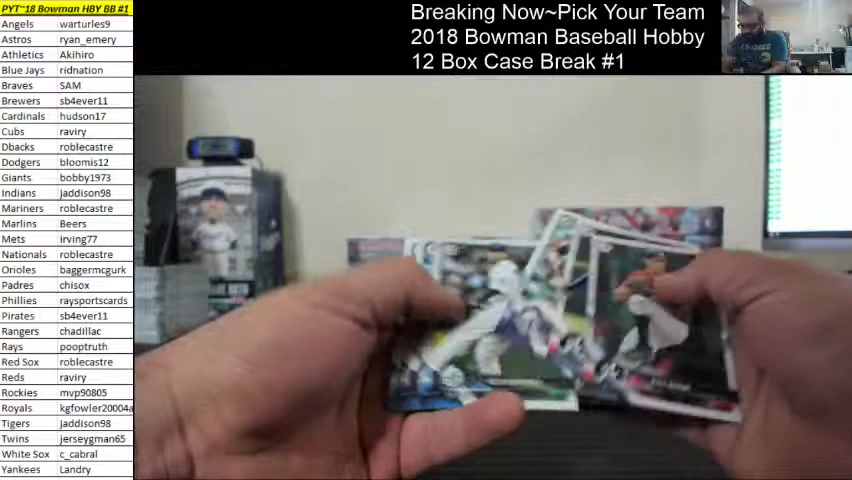 PYT~18 Bowman HBY BB #1
Angels warturles9
Astros ryan_emery
Athletics Akihiro
Blue Jays ridnation
Braves SAM
Brewers sb4ever11
Cardinals hudson17
Cubs raviry
Dbacks roblecastre
Dodgers bloomis12
Giants bobby1973
Indians jaddison98
Mariners roblecastre
Marlins Beers
Mets irving77
Nationals roblecastre
Orioles baggermcgurk
Padres chisox
Phillies raysportscards
Pirates sb4ever11
Rangers chadillac
Rays pooptruth
Red Sox roblecastre
Reds raviry
Rockies mvp90805
Royals kgfowler20004a
Tigers jaddison98
Twins jerseygman65
White Sox c_cabral
Yankees Landry
Breaking Now~Pick Your Team
2018 Bowman Baseball Hobby
12 Box Case Break #1